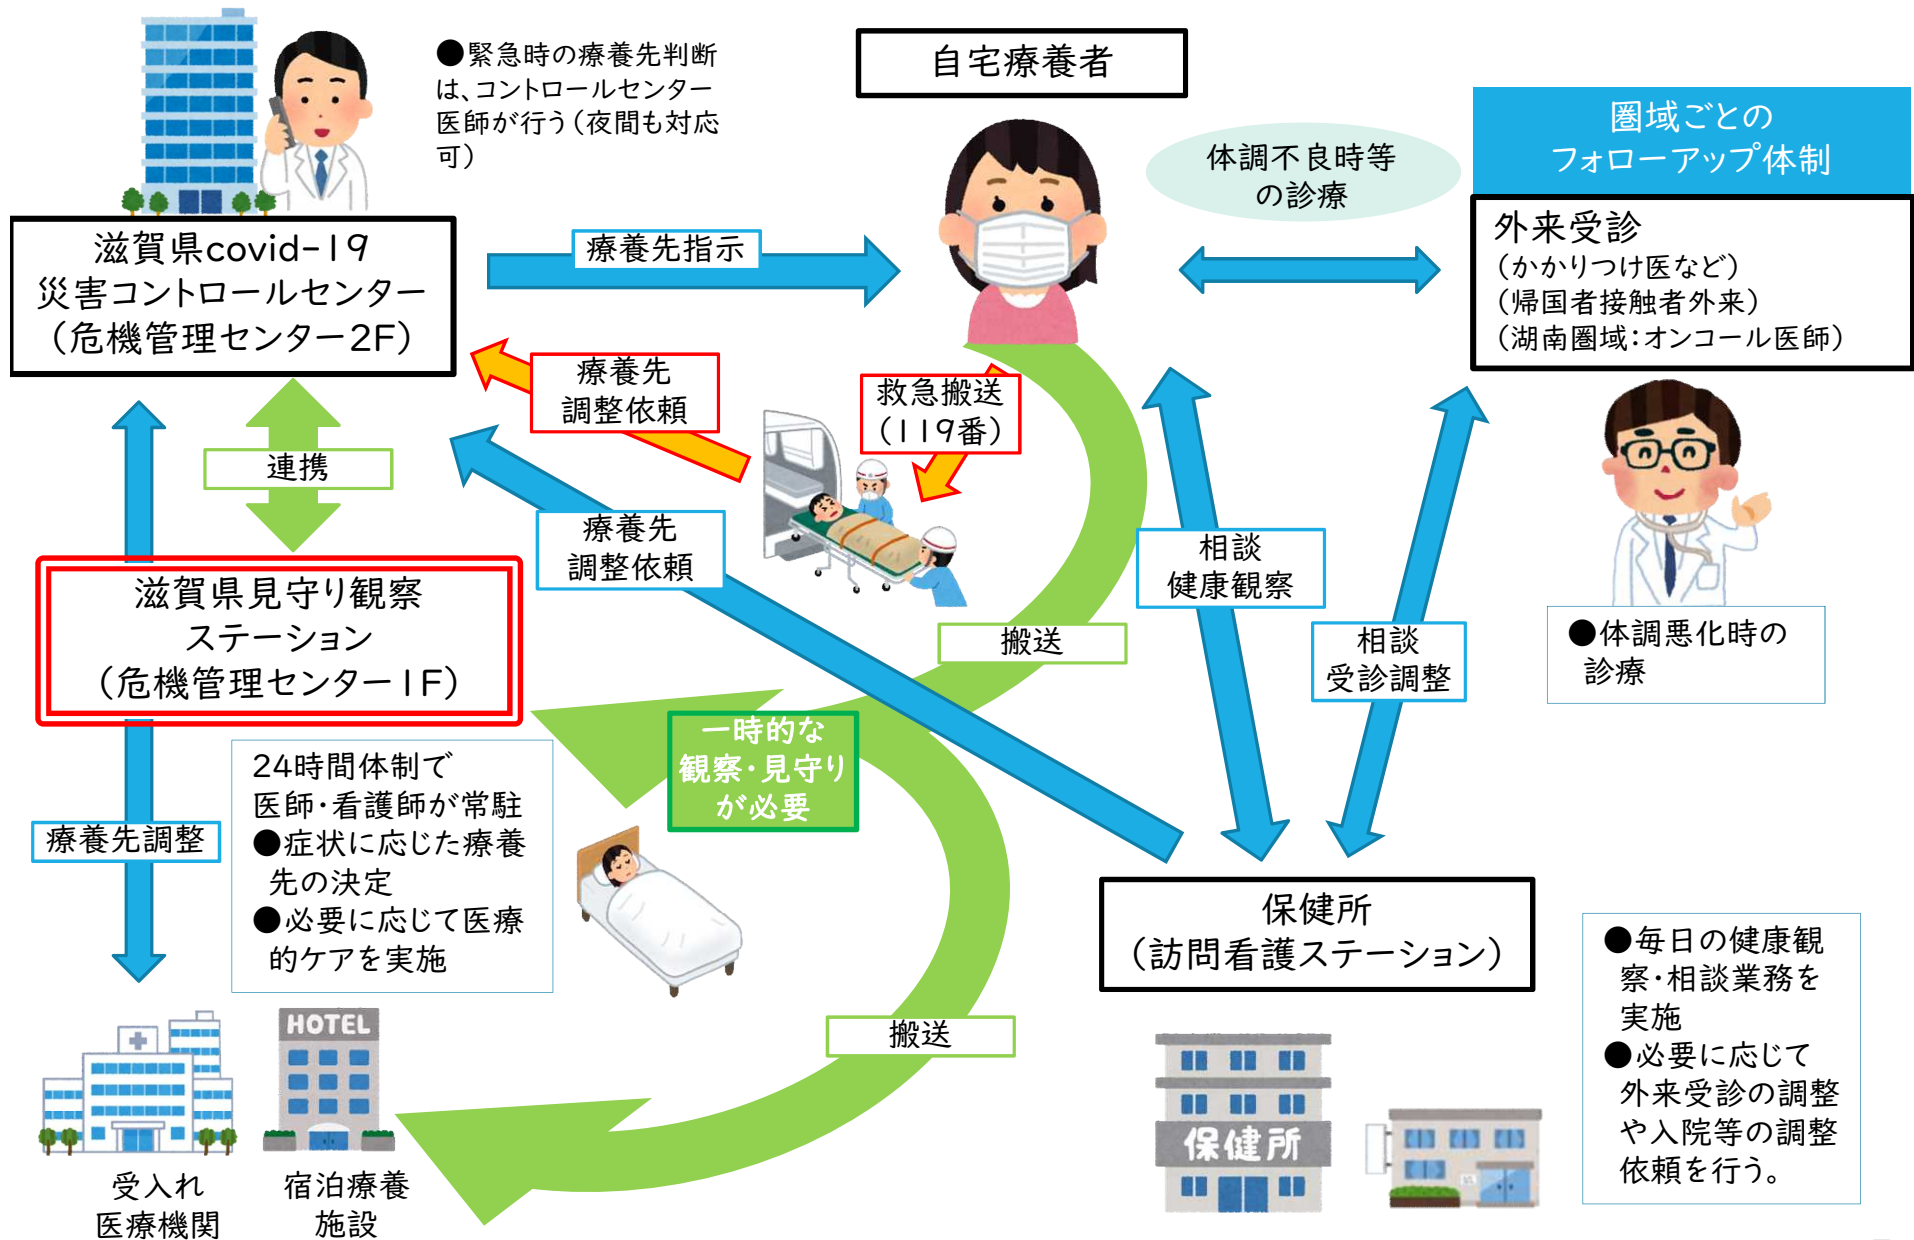 ●緊急時の療養先判断
は、コントロールセンター
医師が行う（夜間も対応
可）
自宅療養者
圏域ごとの
フォローアップ体制
体調不良時等
の診療
外来受診
（かかりつけ医など）
（帰国者接触者外来）
（湖南圏域：オンコール医師）
滋賀県covid-19
災害コントロールセンター
（危機管理センター2F）
療養先指示
療養先
調整依頼
救急搬送
（119番）
連携
療養先
調整依頼
相談
健康観察
滋賀県見守り観察
ステーション
（危機管理センター1F）
搬送
相談
受診調整
●体調悪化時の
診療
一時的な
観察・見守り
が必要
24時間体制で
医師・看護師が常駐
●症状に応じた療養
先の決定
●必要に応じて医療
的ケアを実施
療養先調整
保健所
（訪問看護ステーション）
●毎日の健康観
察・相談業務を
実施
●必要に応じて
外来受診の調整
や入院等の調整
依頼を行う。
搬送
HOTEL
保健所
受入れ
医療機関
宿泊療養
施設